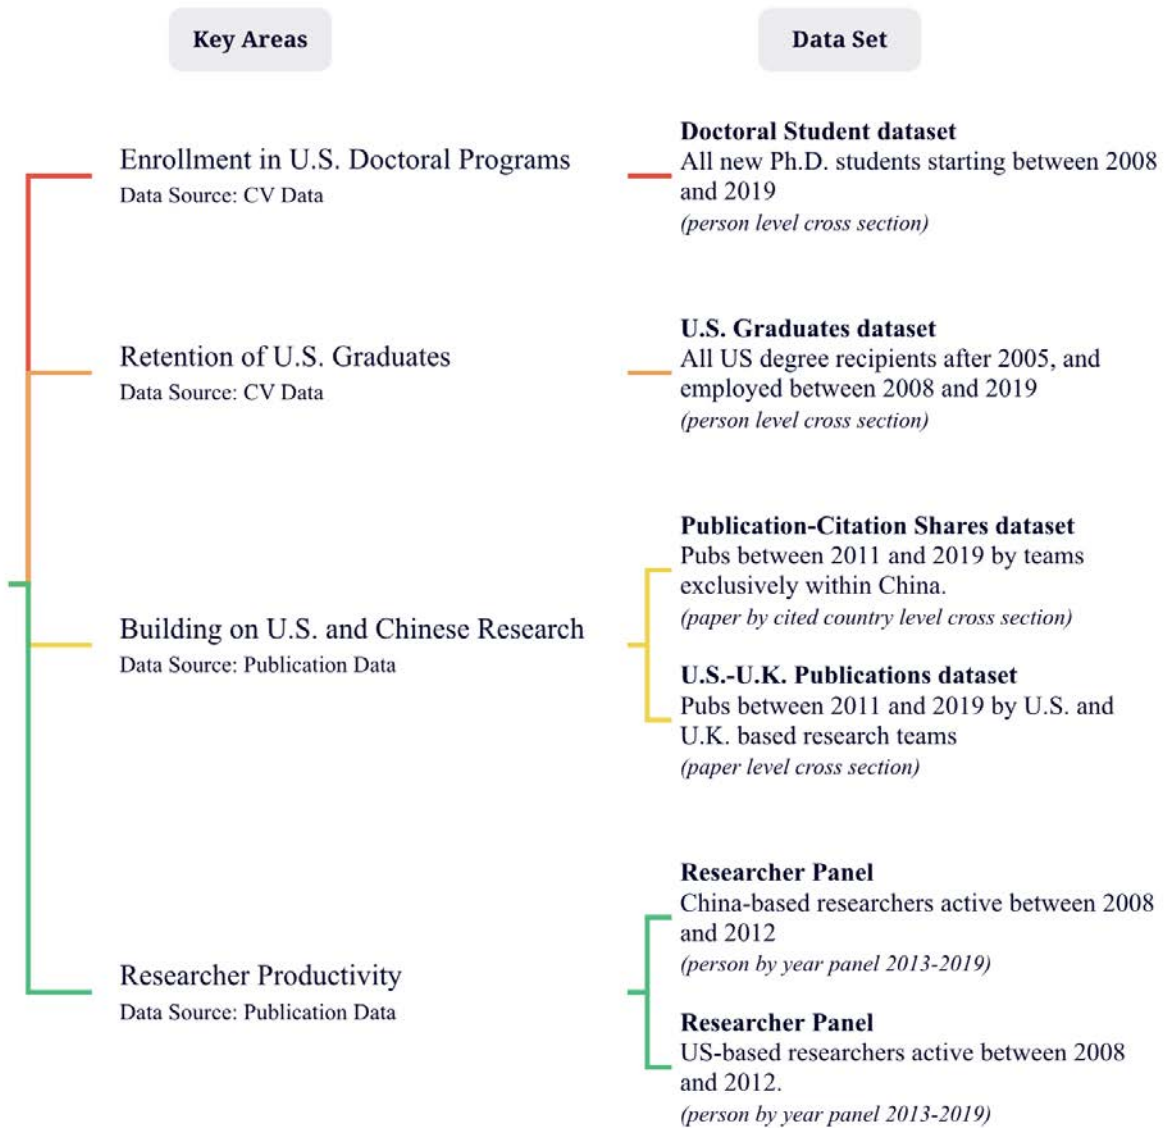 Key Areas
Data Set
Enrollment in U.S. Doctoral Programs
Data Source: CV Data
Doctoral Student dataset
All new Ph.D. students starting between 2008
and 2019
(person level cross section)
Retention of U.S. Graduates
Data Source: CV Data
U.S. Graduates dataset
All US degree recipients after 2005, and
employed between 2008 and 2019
(person level cross section)
Building on U.S. and Chinese Research
Data Source: Publication Data
Publication-Citation Shares dataset
Pubs between 2011 and 2019 by teams
exclusively within China.
(paper by cited country level cross section)
U.S.-U.K. Publications dataset
Pubs between 2011 and 2019 by U.S. and
U.K. based research teams
(paper level cross section)
Researcher Productivity
Data Source: Publication Data
Researcher Panel
China-based researchers active between 2008
and 2012
(person by year panel 2013-2019)
Researcher Panel
US-based researchers active between 2008
and 2012.
(person by year panel 2013-2019)